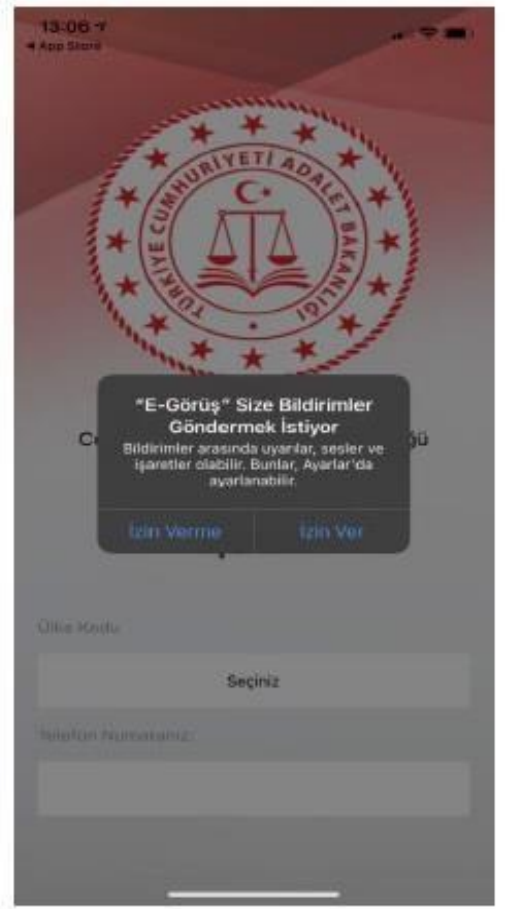 13:06
◀ App Store
TÜRKİYE CUMHURİYETİ ADALET BAKANLIĞI
"E-Görüş" Size Bildirimler
Göndermek İstiyor
Bildirimler arasında uyarılar, sesler ve
işaretler olabilir. Bunlar, Ayarlar'da
ayarlanabilir.
İzin Verme
İzin Ver
Ülke Kodu
Seçiniz
Telefon Numaranız